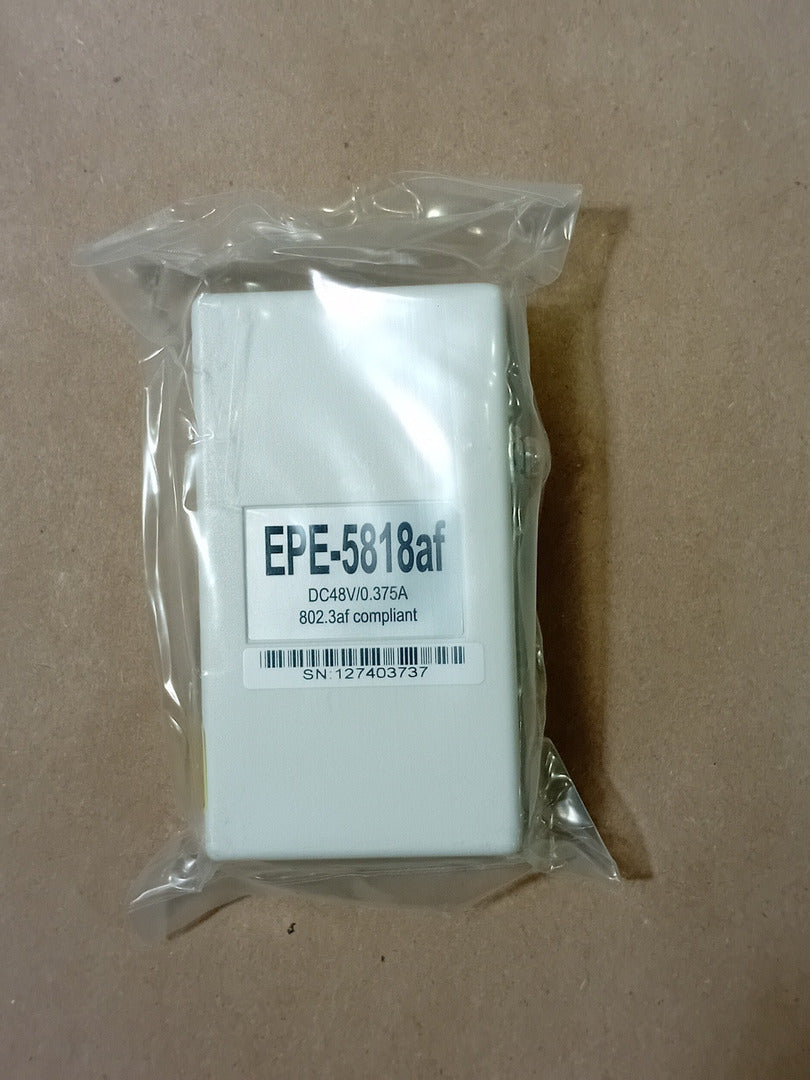 EPE-5818af
DC48V/0.375A
802.3af compliant
SN:127403737